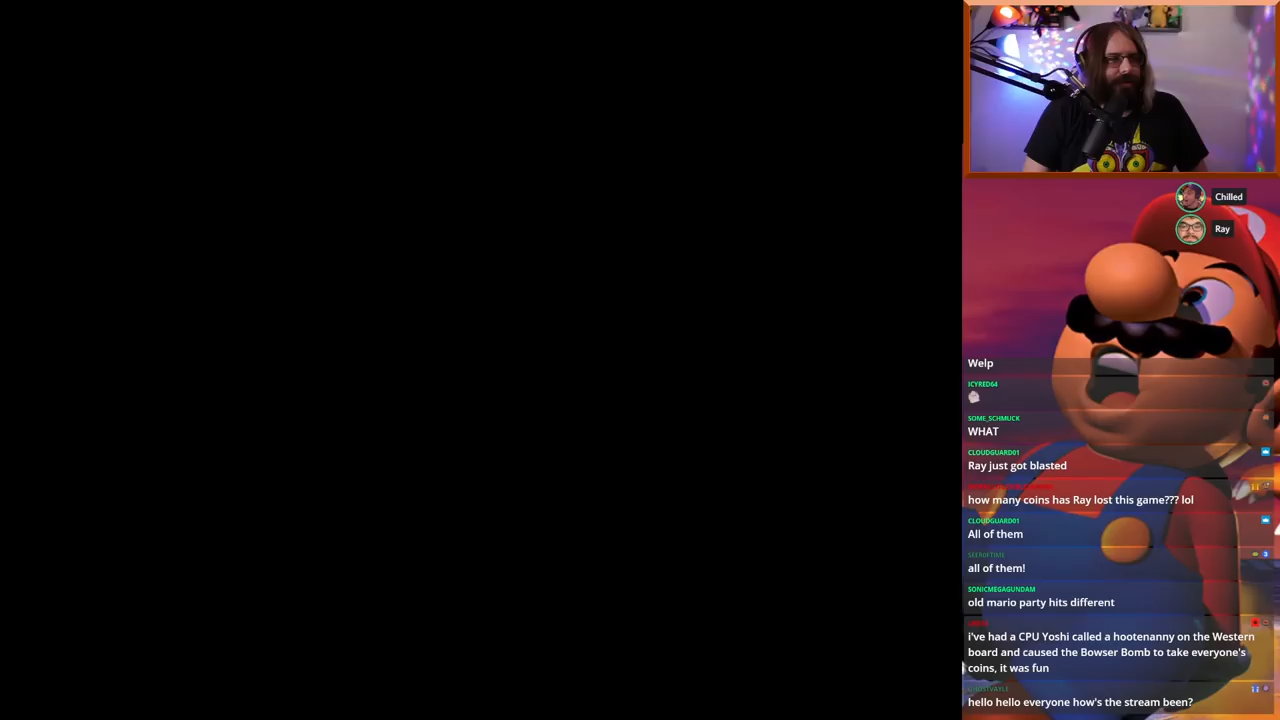 Chilled
Ray
Welp
ICYRED64
SOME_SCHMUCK
WHAT
CLOUDGUARD01
Ray just got blasted
how many coins has Ray lost this game??? lol
CLOUDGUARD01
All of them
SEEROFTIME
all of them!
SONICMEGAGUNDAM
old mario party hits different
i've had a CPU Yoshi called a hootenanny on the Western
board and caused the Bowser Bomb to take everyone's
coins, it was fun
hello hello everyone how's the stream been?